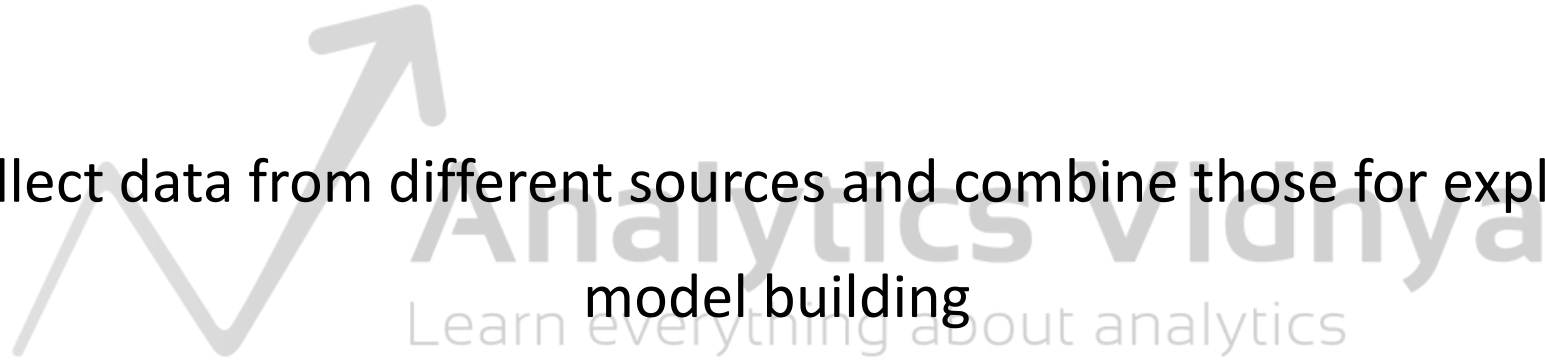 llect data from different sources and combine those for expl
model building
Analytics Vidhya
Learn everything about analytics